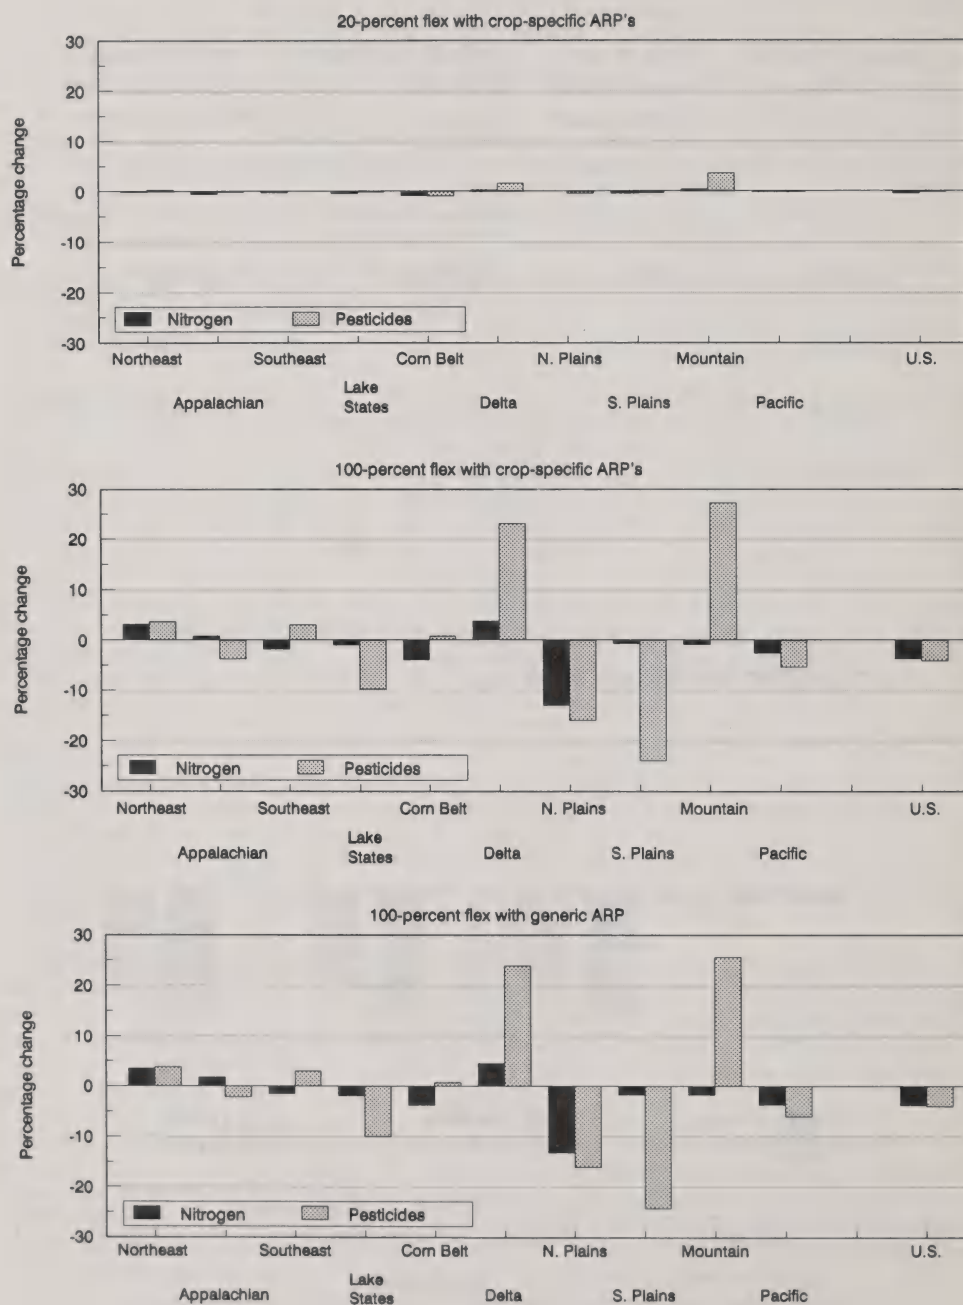 20-percent flex with crop-specific ARP's
30
20
10
0
-10
-20
-30
Percentage change
Nitrogen Pesticides
Northeast Southeast Corn Belt N. Plains Mountain U.S.
Appalachian Lake States Delta S. Plains Pacific
100-percent flex with crop-specific ARP's
30
20
10
0
-10
-20
-30
Percentage change
Nitrogen Pesticides
Northeast Southeast Corn Belt N. Plains Mountain U.S.
Appalachian Lake States Delta S. Plains Pacific
100-percent flex with generic ARP
30
20
10
0
-10
-20
-30
Percentage change
Nitrogen Pesticides
Northeast Southeast Corn Belt N. Plains Mountain U.S.
Appalachian Lake States Delta S. Plains Pacific